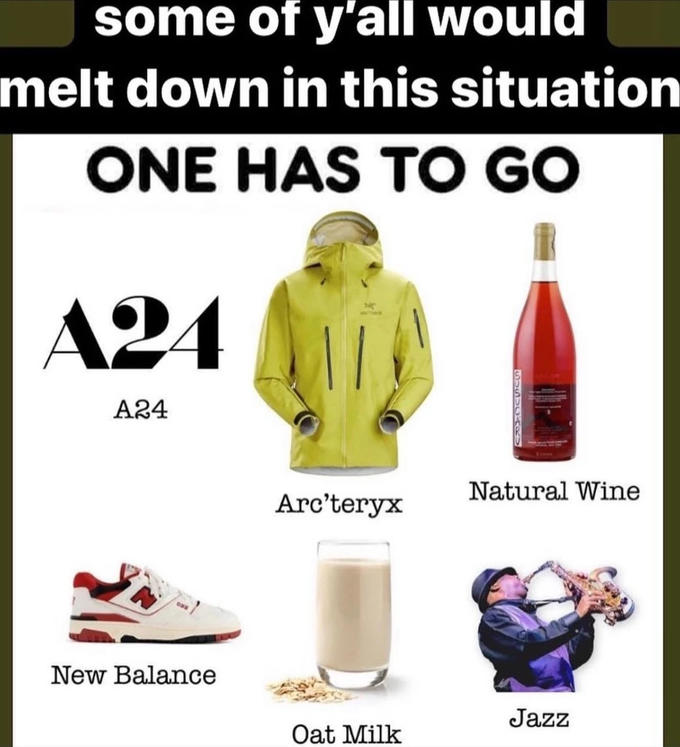 some of y'all would
melt down in this situation
ONE HAS TO GO
A24
A24
Arc'teryx
Natural Wine
N
New Balance
Oat Milk
Jazz